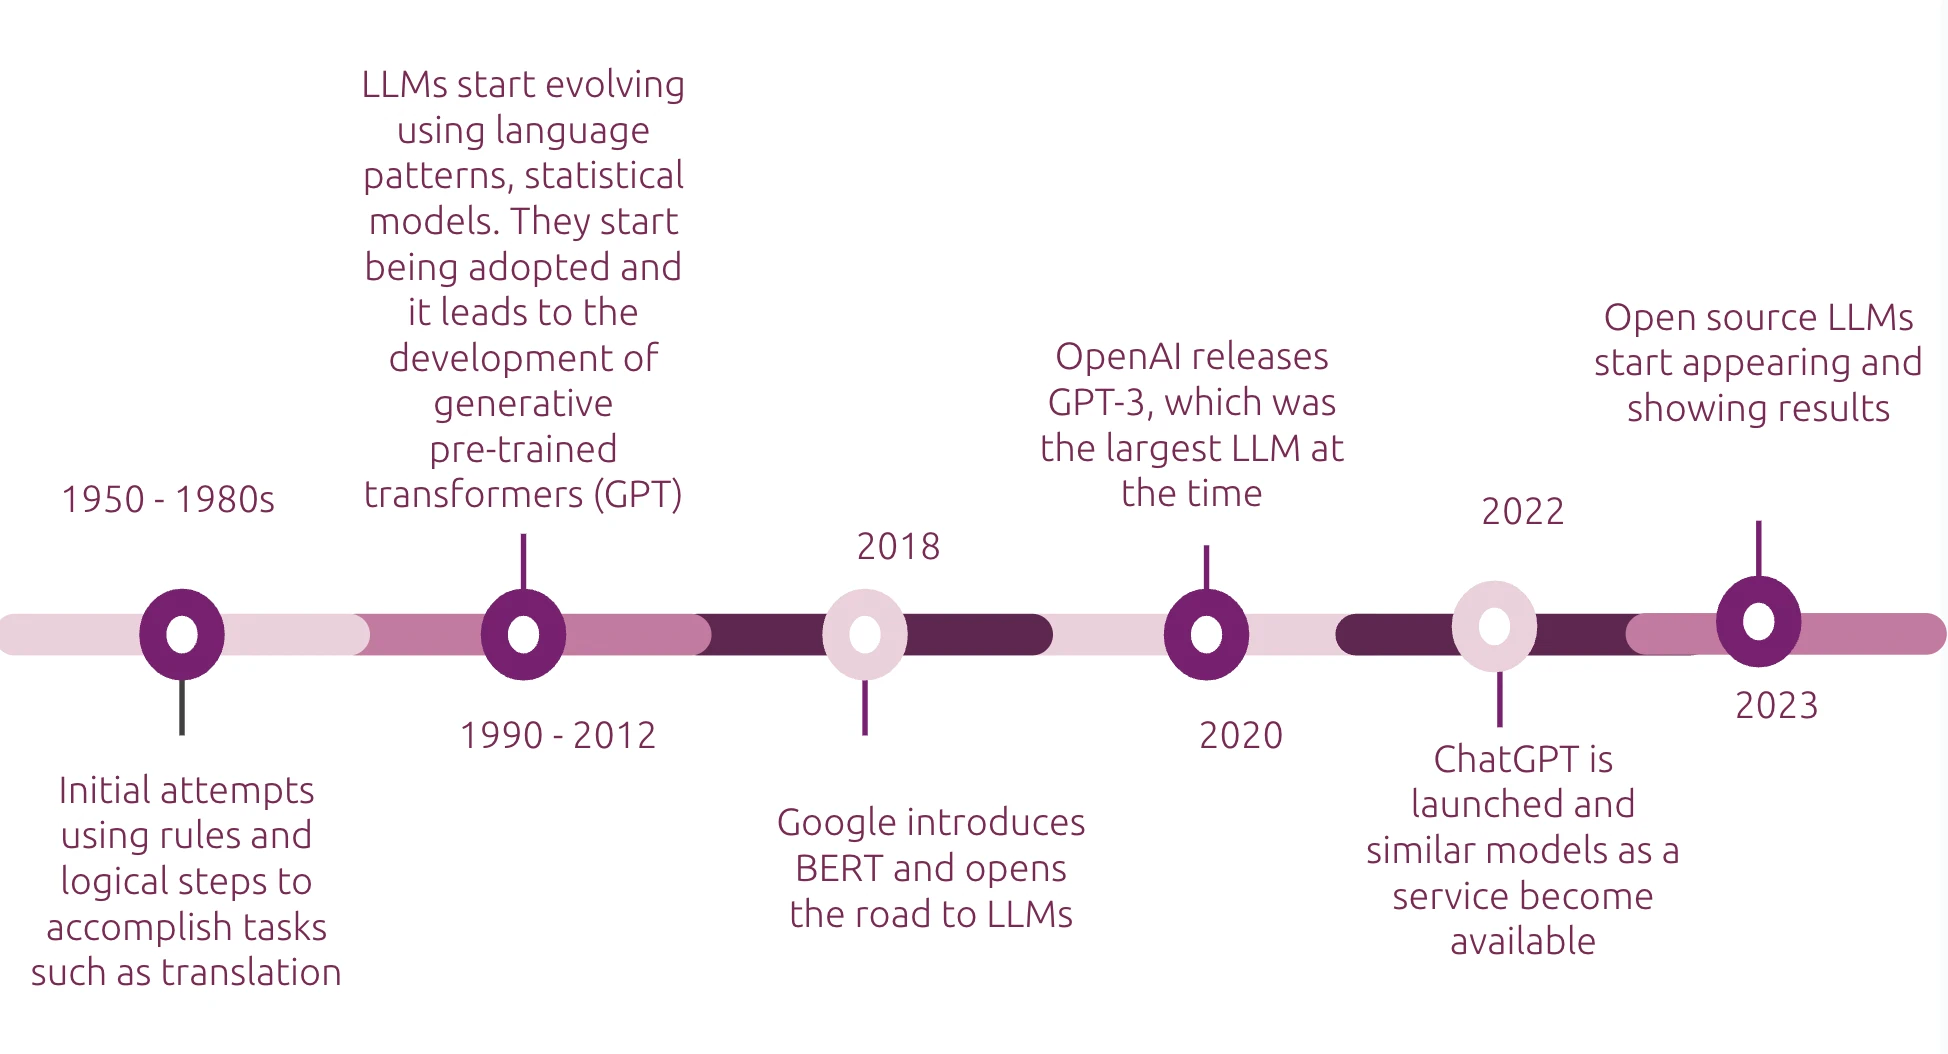 1950 - 1980s
Initial attempts
using rules and
logical steps to
accomplish tasks
such as translation
LLMs start evolving
using language
patterns, statistical
models. They start
being adopted and
it leads to the
development of
generative
pre-trained
transformers (GPT)
1990 - 2012
2018
Google introduces
BERT and opens
the road to LLMs
OpenAI releases
GPT-3, which was
the largest LLM at
the time
2020
2022
ChatGPT is
launched and
similar models as a
service become
available
Open source LLMs
start appearing and
showing results
2023